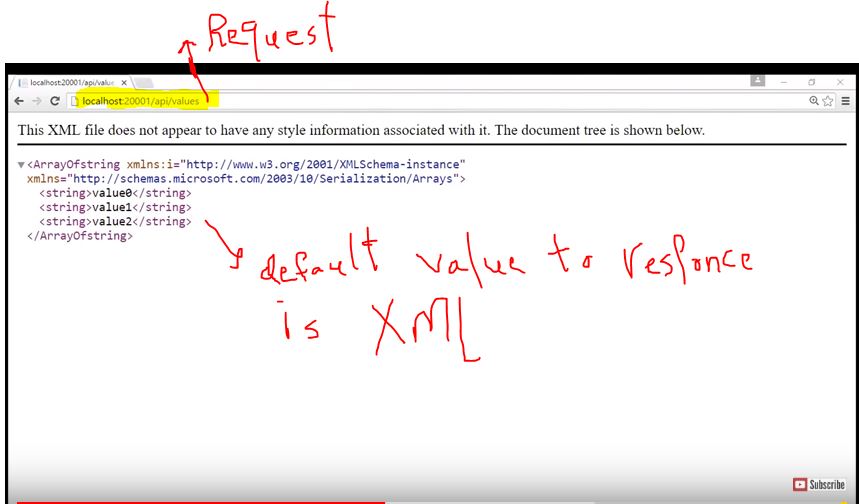 Request
localhost:20001/api/value
localhost:20001/api/values
This XML file does not appear to have any style information associated with it. The document tree is shown below.
<ArrayOfstring xmlns:i="http://www.w3.org/2001/XMLSchema-instance"
xmlns="http://schemas.microsoft.com/2003/10/Serialization/Arrays">
<string>value0</string>
<string>value1</string>
<string>value2</string>
</ArrayOfstring>
default value to responce
is XML
Subscribe